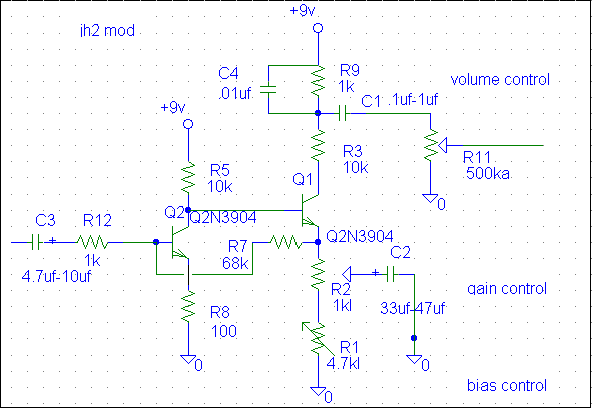 jh2 mod
+9v
C4
.01uf
R9
1k
C1
.1uf-1uf
volume control
+9v
R3
10k
R11
500ka
0
R5
10k
Q1
Q2
Q2N3904
C3
R12
1k
4.7uf-10uf
R7
68k
Q2N3904
C2
R2
1kl
33uf-47uf
gain control
R8
100
R1
4.7kl
0
0
0
bias control